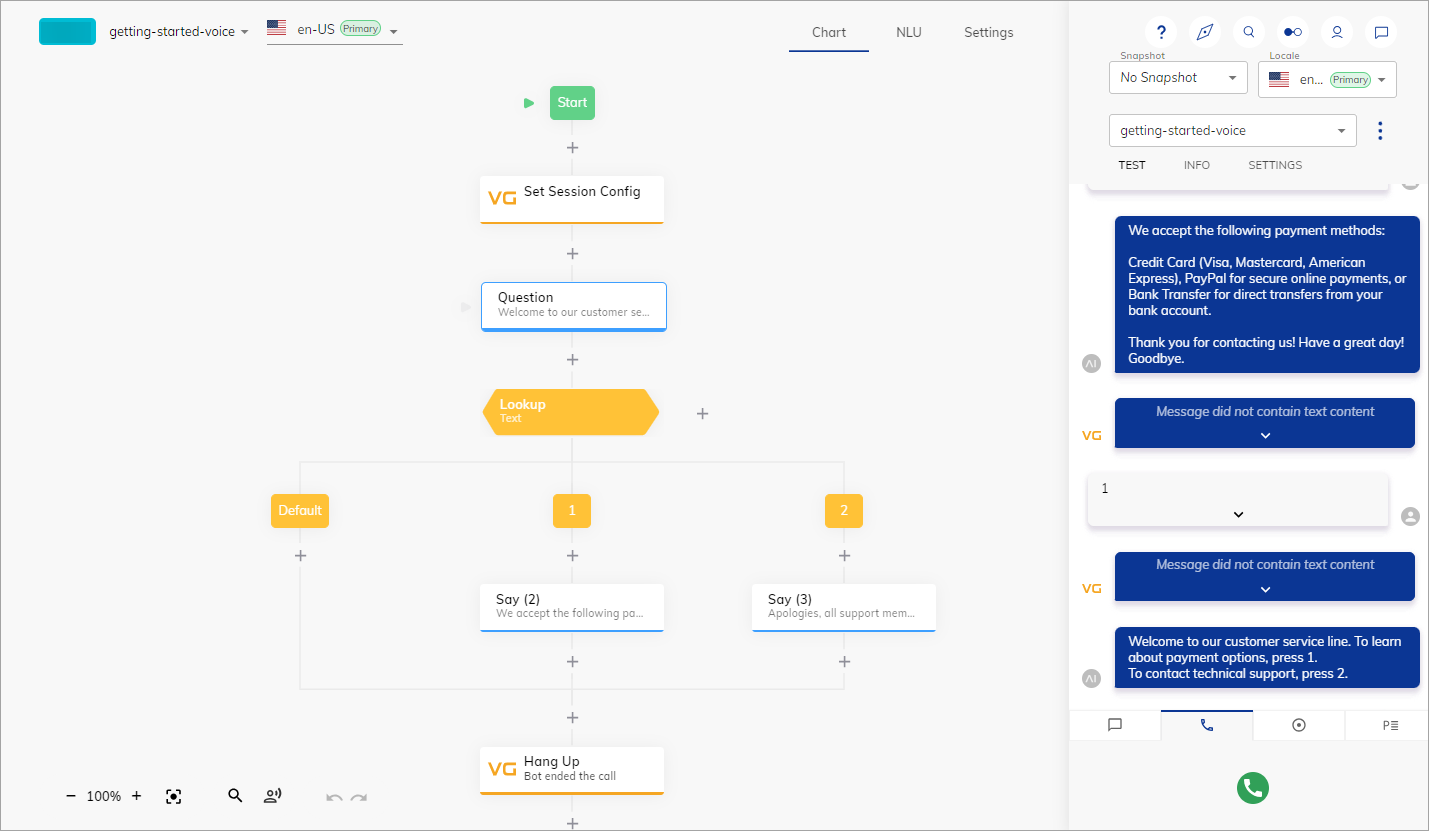 getting-started-voice
en-US Primary
Chart NLU Settings
?
Start
VG Set Session Config
Question
Welcome to our customer se...
Lookup
Text
Default
1
2
Say (2)
We accept the following pa...
Say (3)
Apologies, all support mem...
VG Hang Up
Bot ended the call
100%
Snapshot
No Snapshot
Locale
en... Primary
getting-started-voice
TEST INFO SETTINGS
We accept the following payment methods:
Credit Card (Visa, Mastercard, American
Express), PayPal for secure online payments, or
Bank Transfer for direct transfers from your
bank account.
Thank you for contacting us! Have a great day!
Goodbye.
AI
Message did not contain text content
VG
1
Message did not contain text content
VG
Welcome to our customer service line. To learn
about payment options, press 1.
To contact technical support, press 2.
AI
P